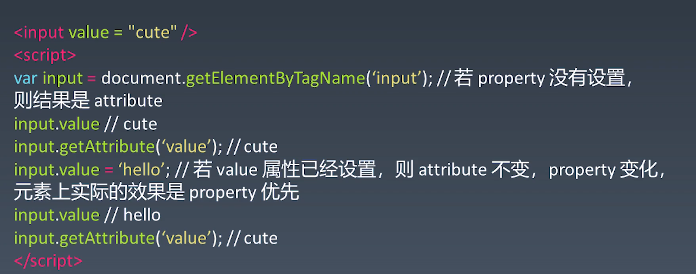 <input value = "cute" />
<script>
var input = document.getElementByTagName(‘input’); // 若 property 没有设置，
则结果是 attribute
input.value // cute
input.getAttribute(‘value’); // cute
input.value = ‘hello’; // 若 value 属性已经设置，则 attribute 不变，property 变化，
元素上实际的效果是 property 优先
input.value // hello
input.getAttribute(‘value’); // cute
</script>